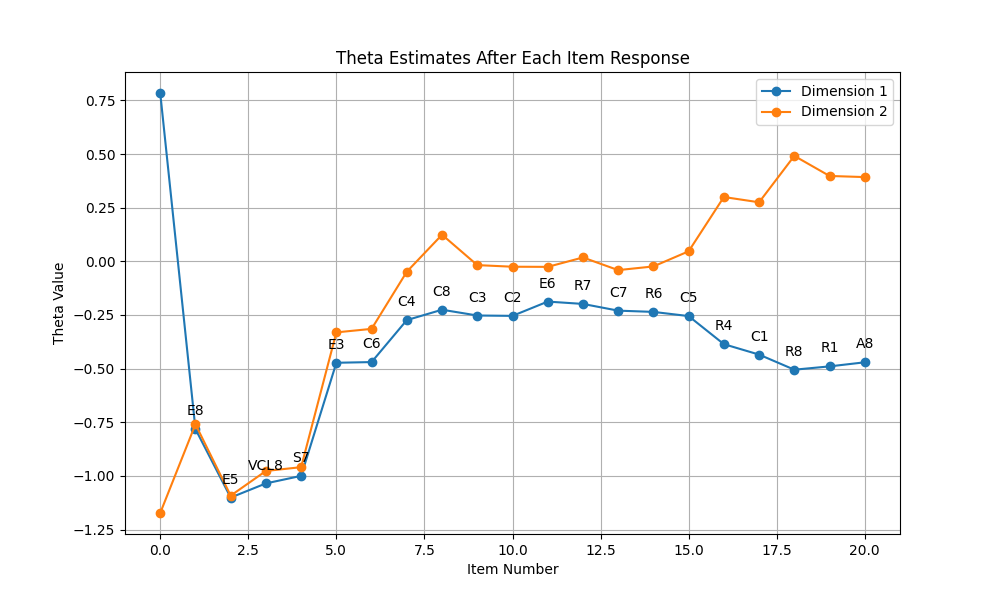 Theta Estimates After Each Item Response
Dimension 1
Dimension 2
Theta Value
0.75
0.50
0.25
0.00
−0.25
−0.50
−0.75
−1.00
−1.25
E8
E5
VCL8
S7
E3
C6
C4
C8
C3
C2
E6
R7
C7
R6
C5
R4
C1
R8
R1
A8
0.0 2.5 5.0 7.5 10.0 12.5 15.0 17.5 20.0
Item Number